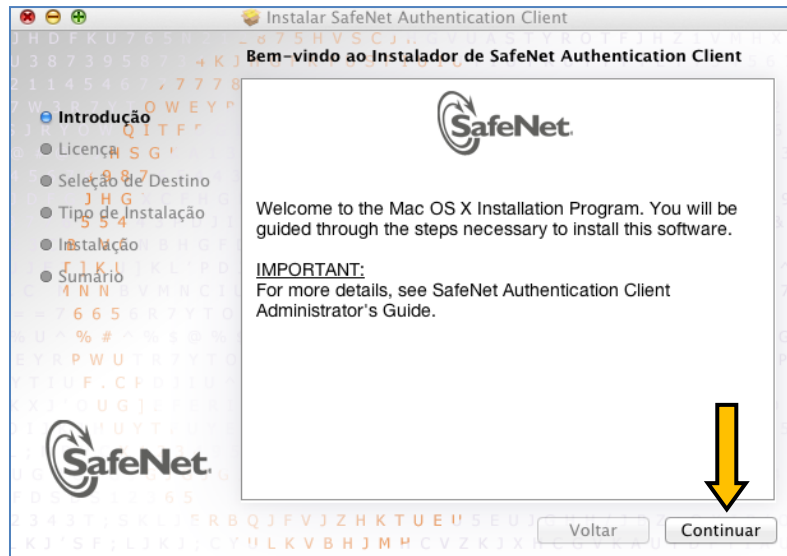 Instalar SafeNet Authentication Client
Bem-vindo ao Instalador de SafeNet Authentication Client
Introdução
Licença
Seleção de Destino
Tipo de Instalação
Instalação
Sumário
SafeNet.
Welcome to the Mac OS X Installation Program. You will be
guided through the steps necessary to install this software.
IMPORTANT:
For more details, see SafeNet Authentication Client
Administrator's Guide.
SafeNet.
Voltar
Continuar